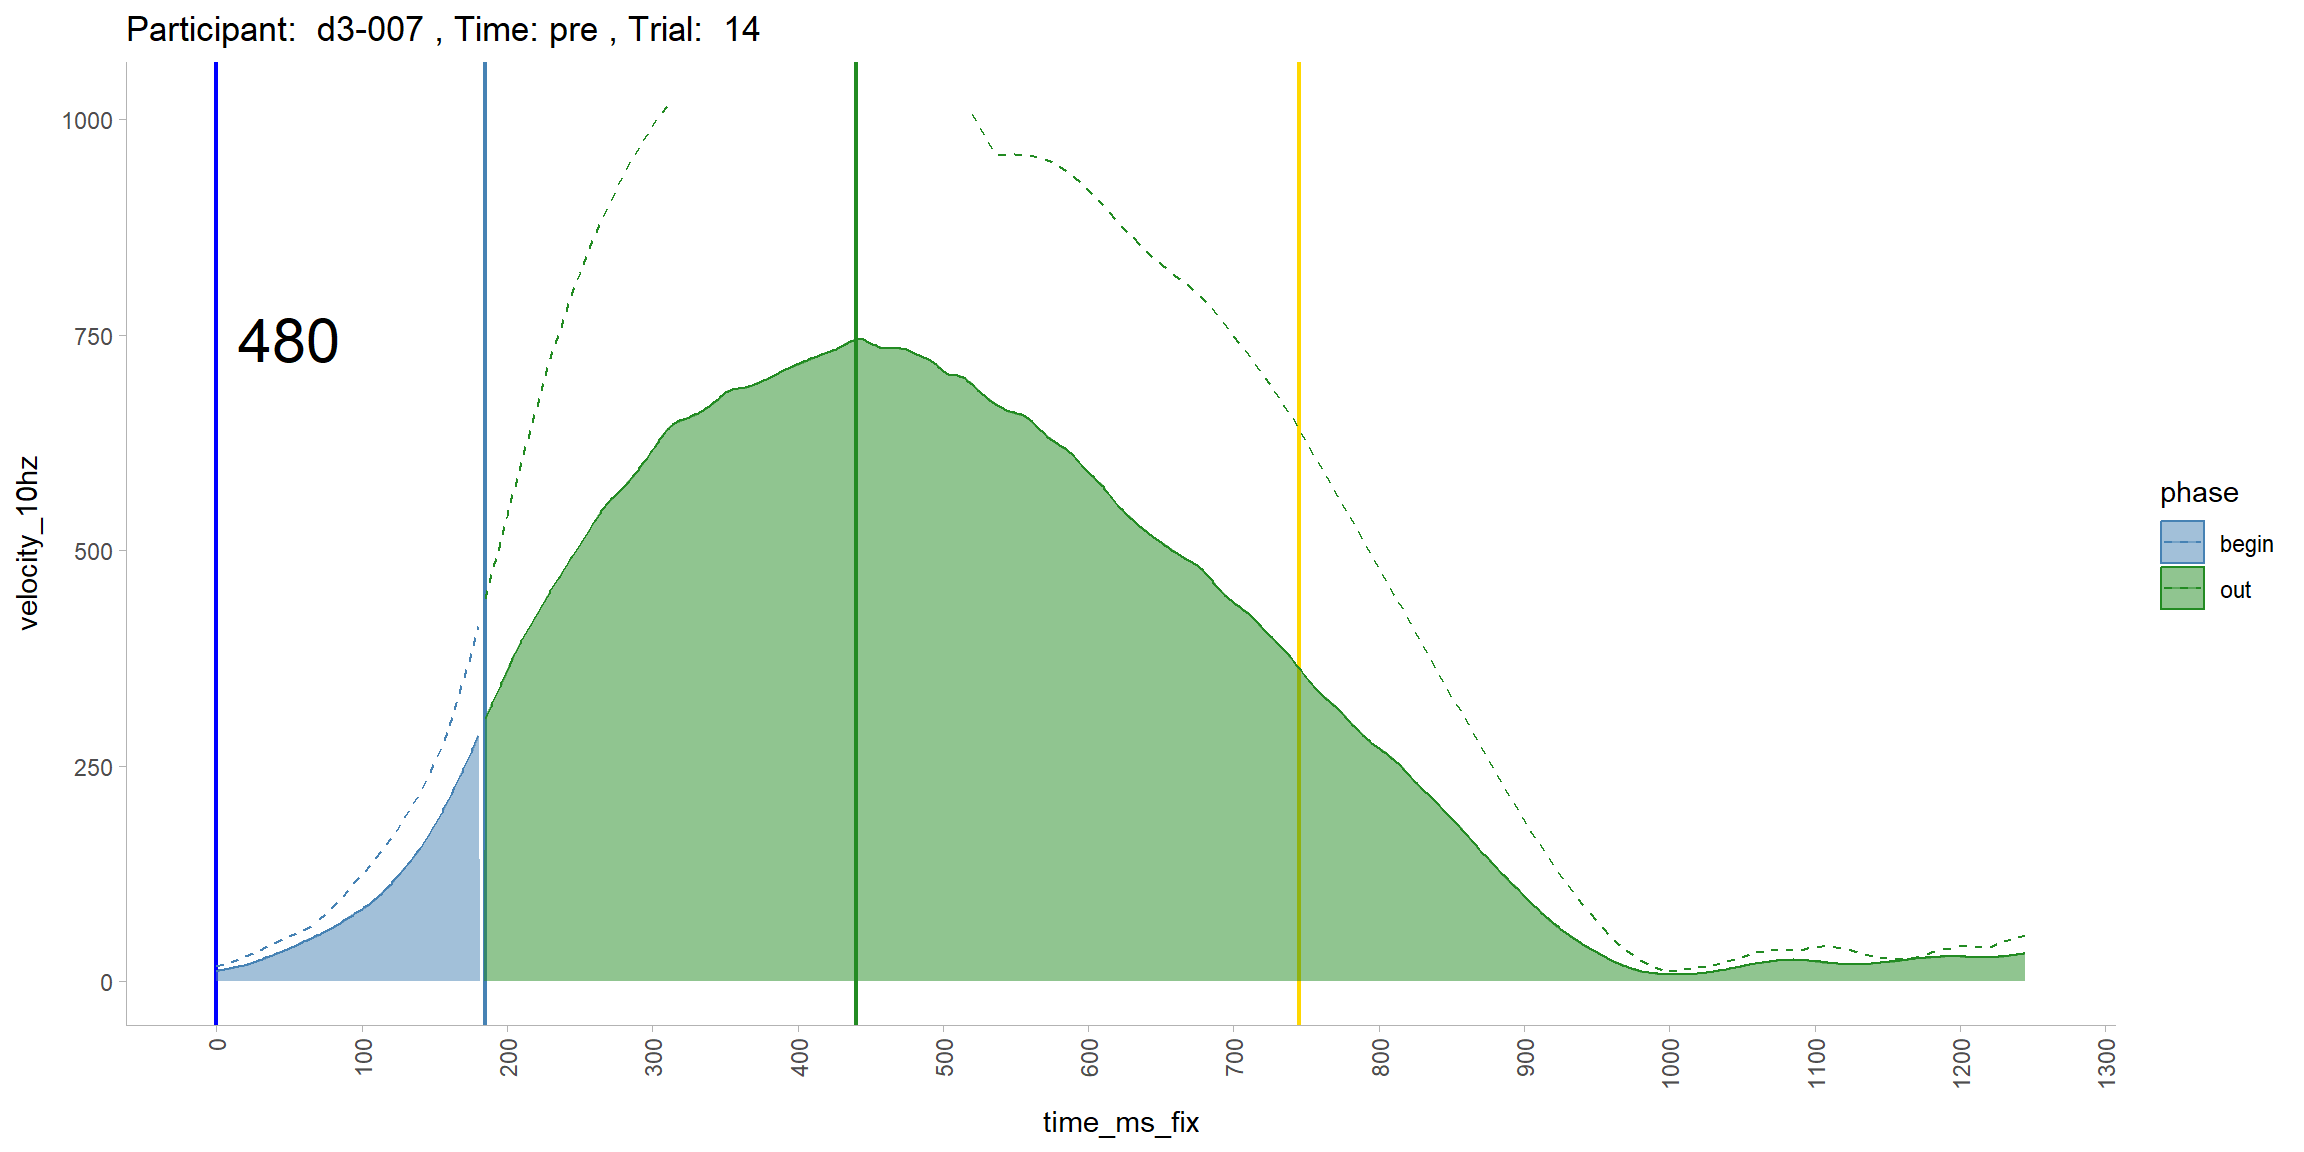 Participant:  d3-007 , Time: pre , Trial:  14
1000
750
500
250
0
velocity_10hz
480
0 100 200 300 400 500 600 700 800 900 1000 1100 1200 1300
time_ms_fix
phase
begin
out